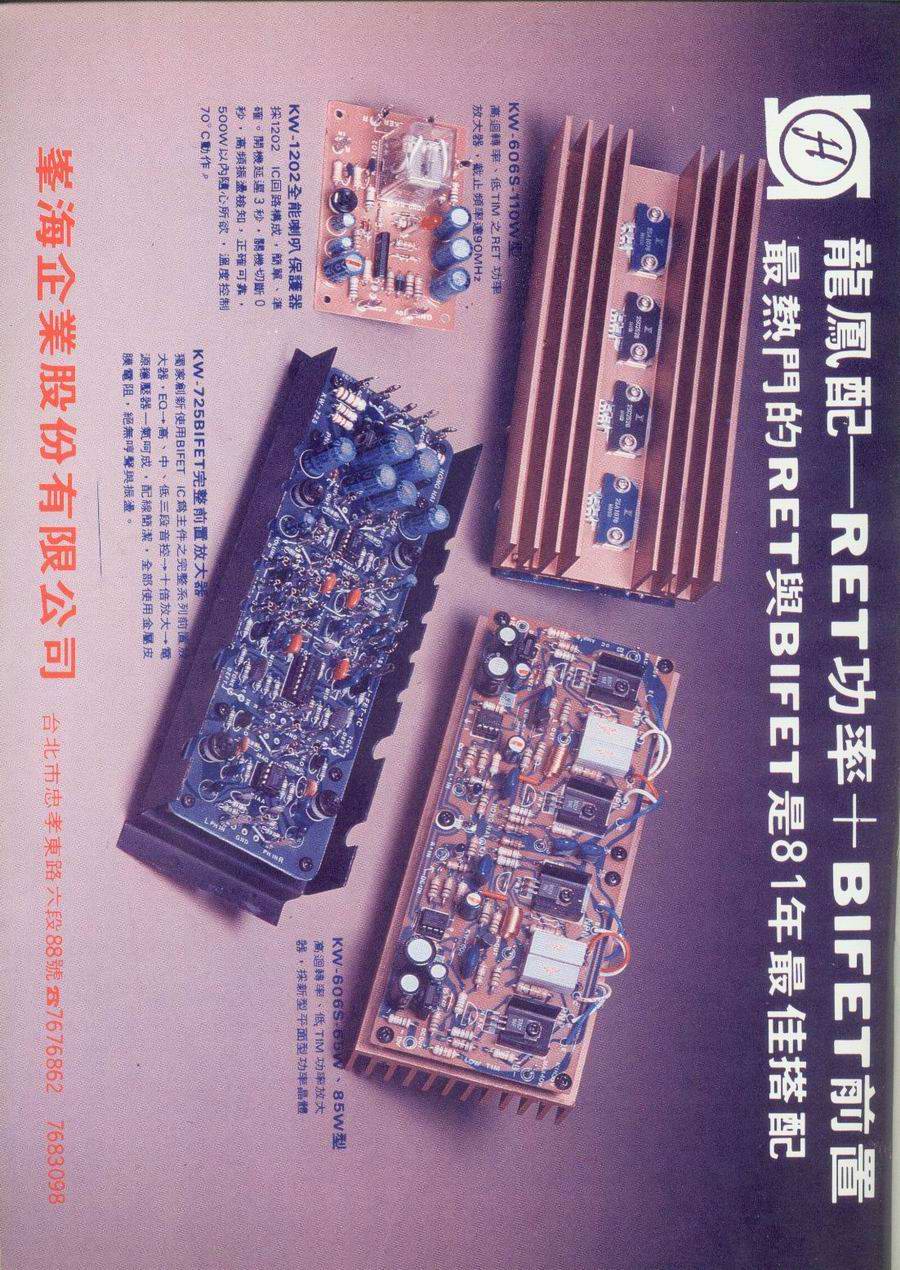 龍鳳配—RET功率＋BIFET前置
最熱門的RET與BIFET是81年最佳搭配
KW-606S-110W型
高迴轉率、低TIM之RET 功率
放大器，截止頻率達90MHz
KW-1202全能喇叭保護器
採1202 IC回路構成，簡單、準
確。開機延遲3秒，關機切斷0
秒，高頻振盪檢知，正確可靠，
500W以內隨心所欲，溫度控制
70°C動作。
KW-725BIFET完整前置放大器
獨家創新使用BIFET IC為主件之完整系列前置放
大器，EQ→高、中、低三段音控→十倍放大→電
源穩壓器一氣呵成，配線簡潔，全部使用金屬皮
膜電阻，絕無哼聲與振盪。
KW-606S-65W、85W型
高迴轉率、低TIM功率放大
器，採新型平面型功率晶體
峯海企業股份有限公司
台北市忠孝東路六段88號☎7676862 7683098